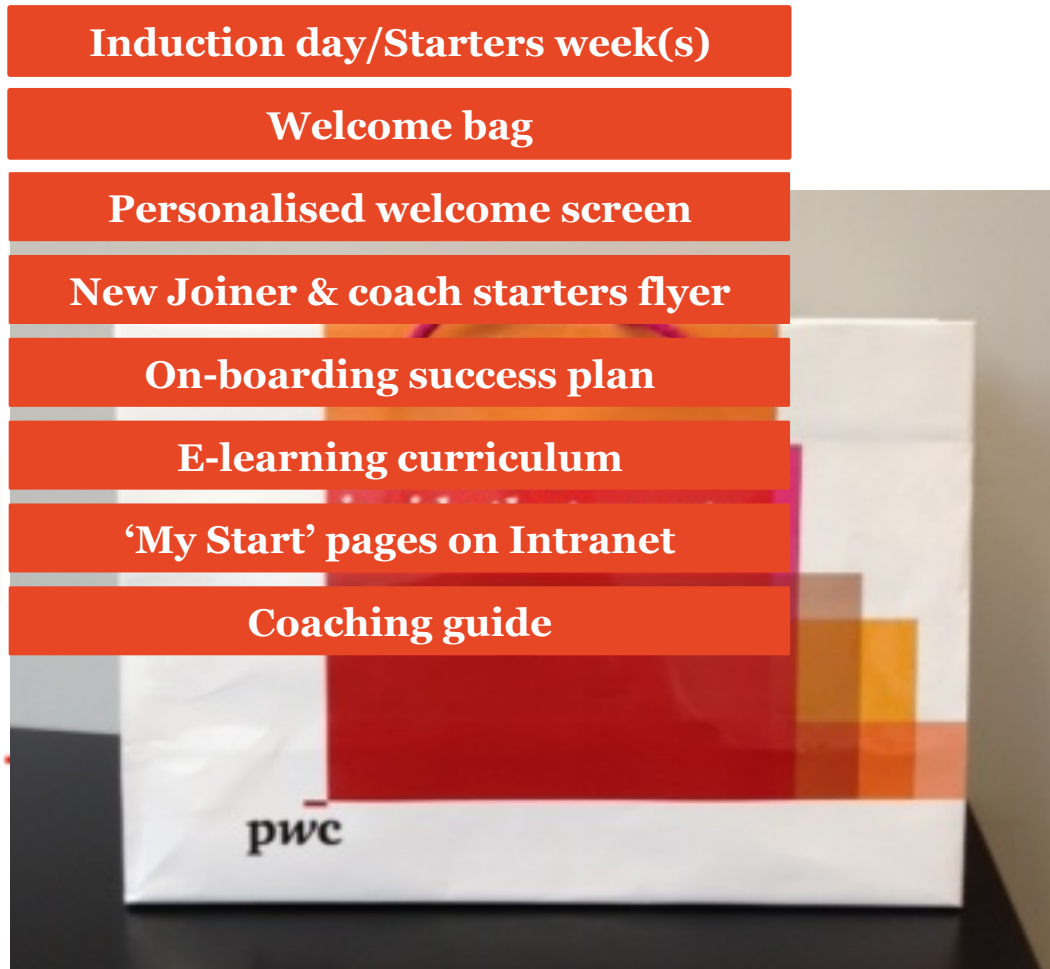 Induction day/Starters week(s)
Welcome bag
Personalised welcome screen
New Joiner & coach starters flyer
On-boarding success plan
E-learning curriculum
‘My Start’ pages on Intranet
Coaching guide
pwc